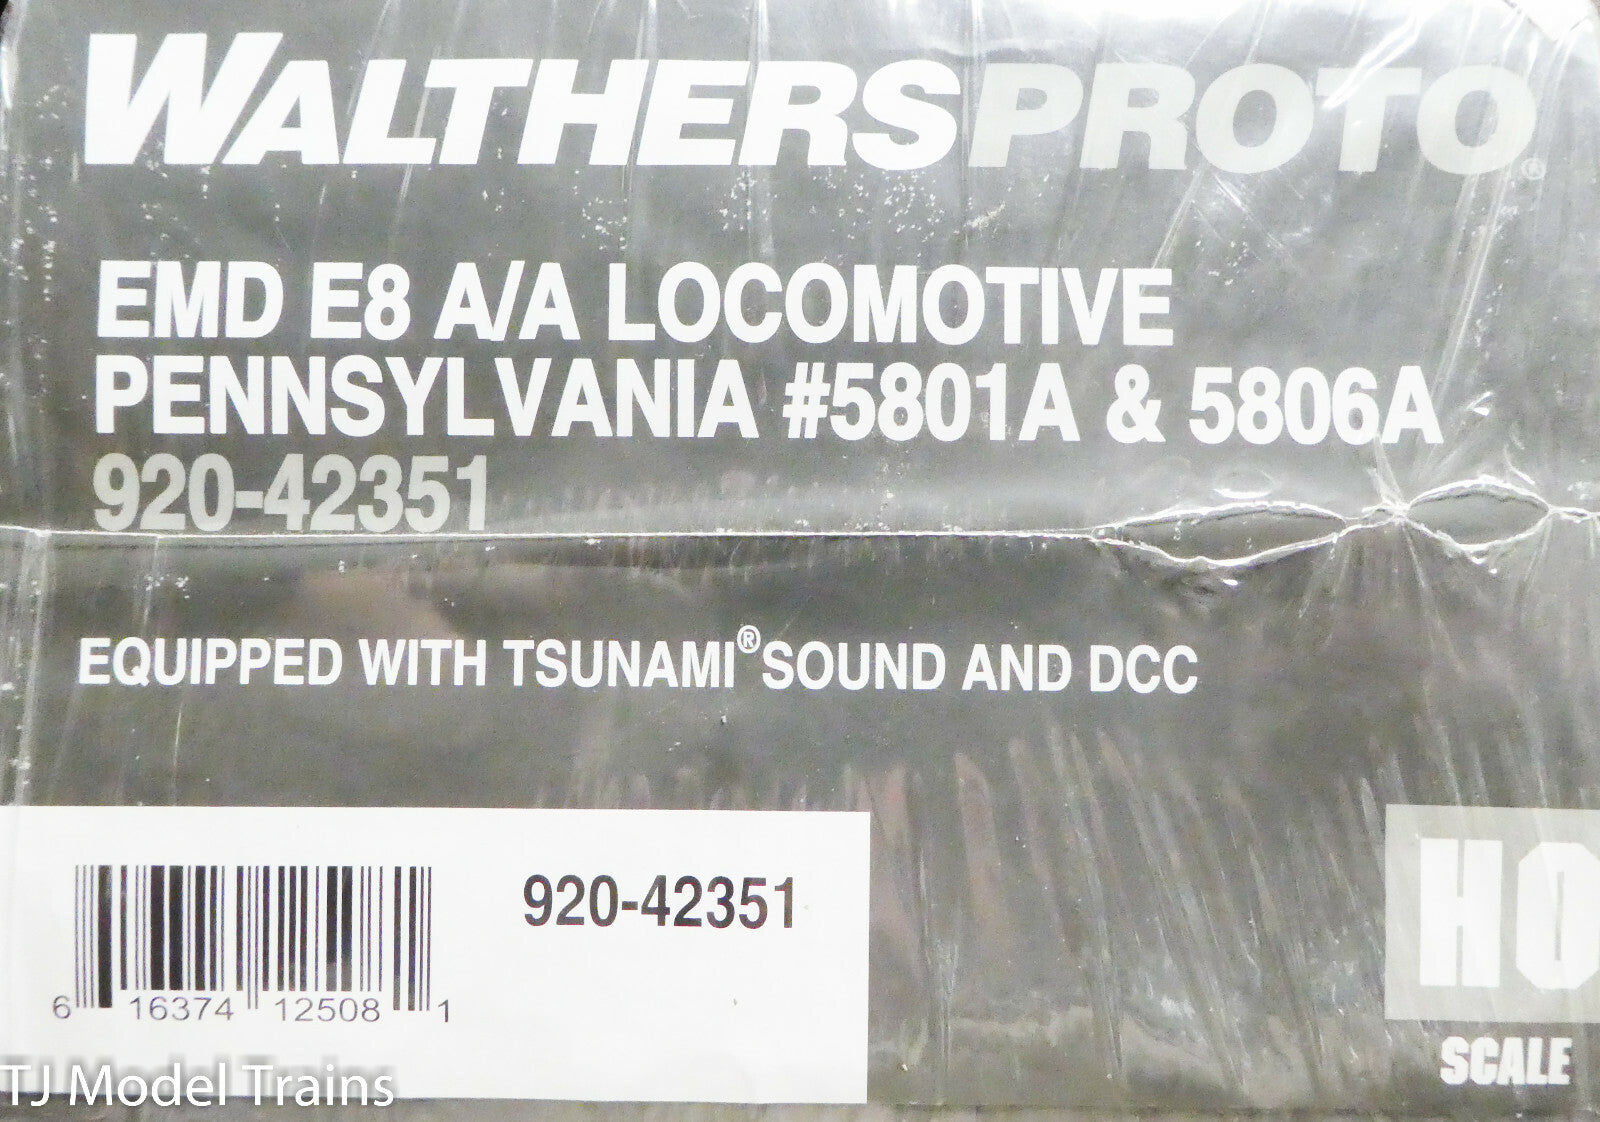 WALTHERSPROTO®
EMD E8 A/A LOCOMOTIVE
PENNSYLVANIA #5801A & 5806A
920-42351
EQUIPPED WITH TSUNAMI® SOUND AND DCC
920-42351
6 16374 12508 1
HO
SCALE
TJ Model Trains